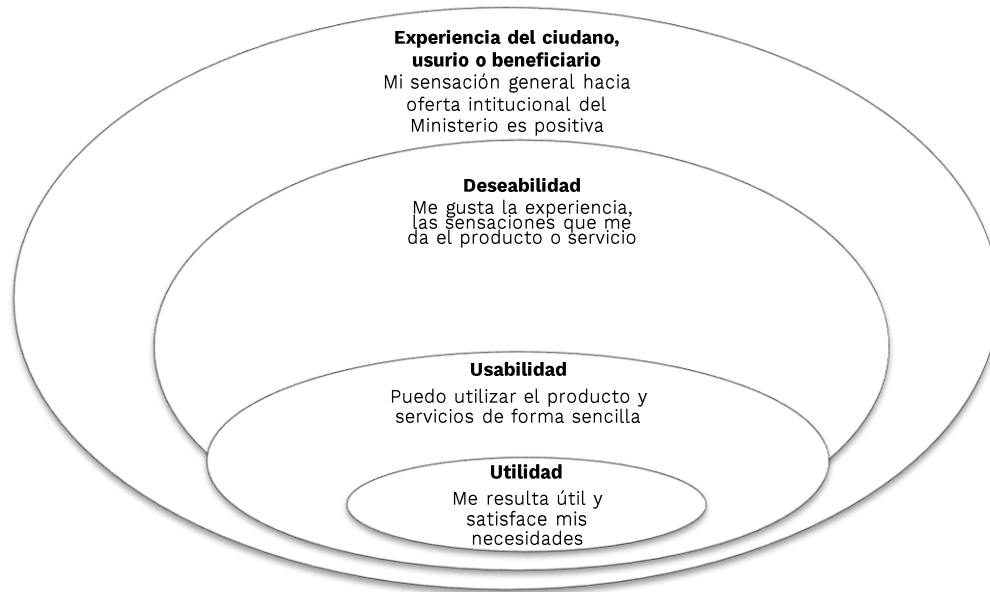 Experiencia del ciudano,
usurio o beneficiario
Mi sensación general hacia
oferta intitucional del
Ministerio es positiva
Deseabilidad
Me gusta la experiencia,
las sensaciones que me
da el producto o servicio
Usabilidad
Puedo utilizar el producto y
servicios de forma sencilla
Utilidad
Me resulta útil y
satisface mis
necesidades